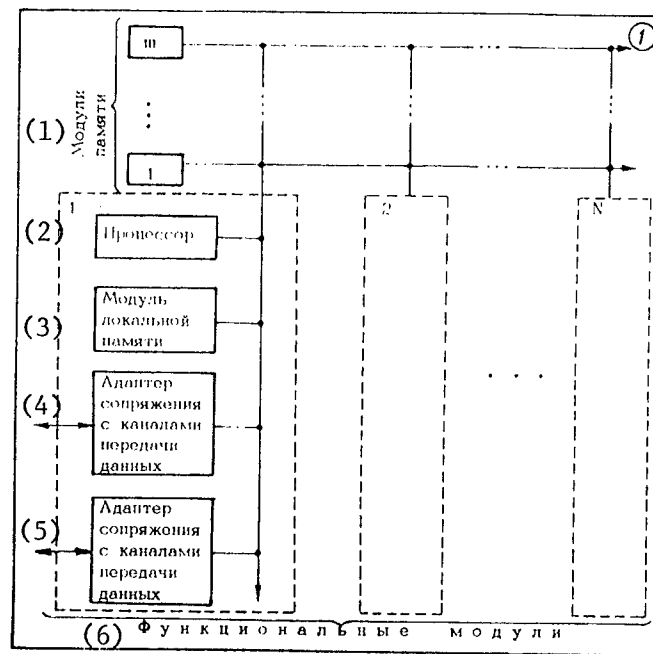 m
1
(1)
Модули
памяти
1
1
2
N
(2)
Процессор
(3)
Модуль
локальной
памяти
(4)
Адаптер
сопряжения
с каналами
передачи
данных
(5)
Адаптер
сопряжения
с каналами
передачи
данных
(6)
Функциональные модули